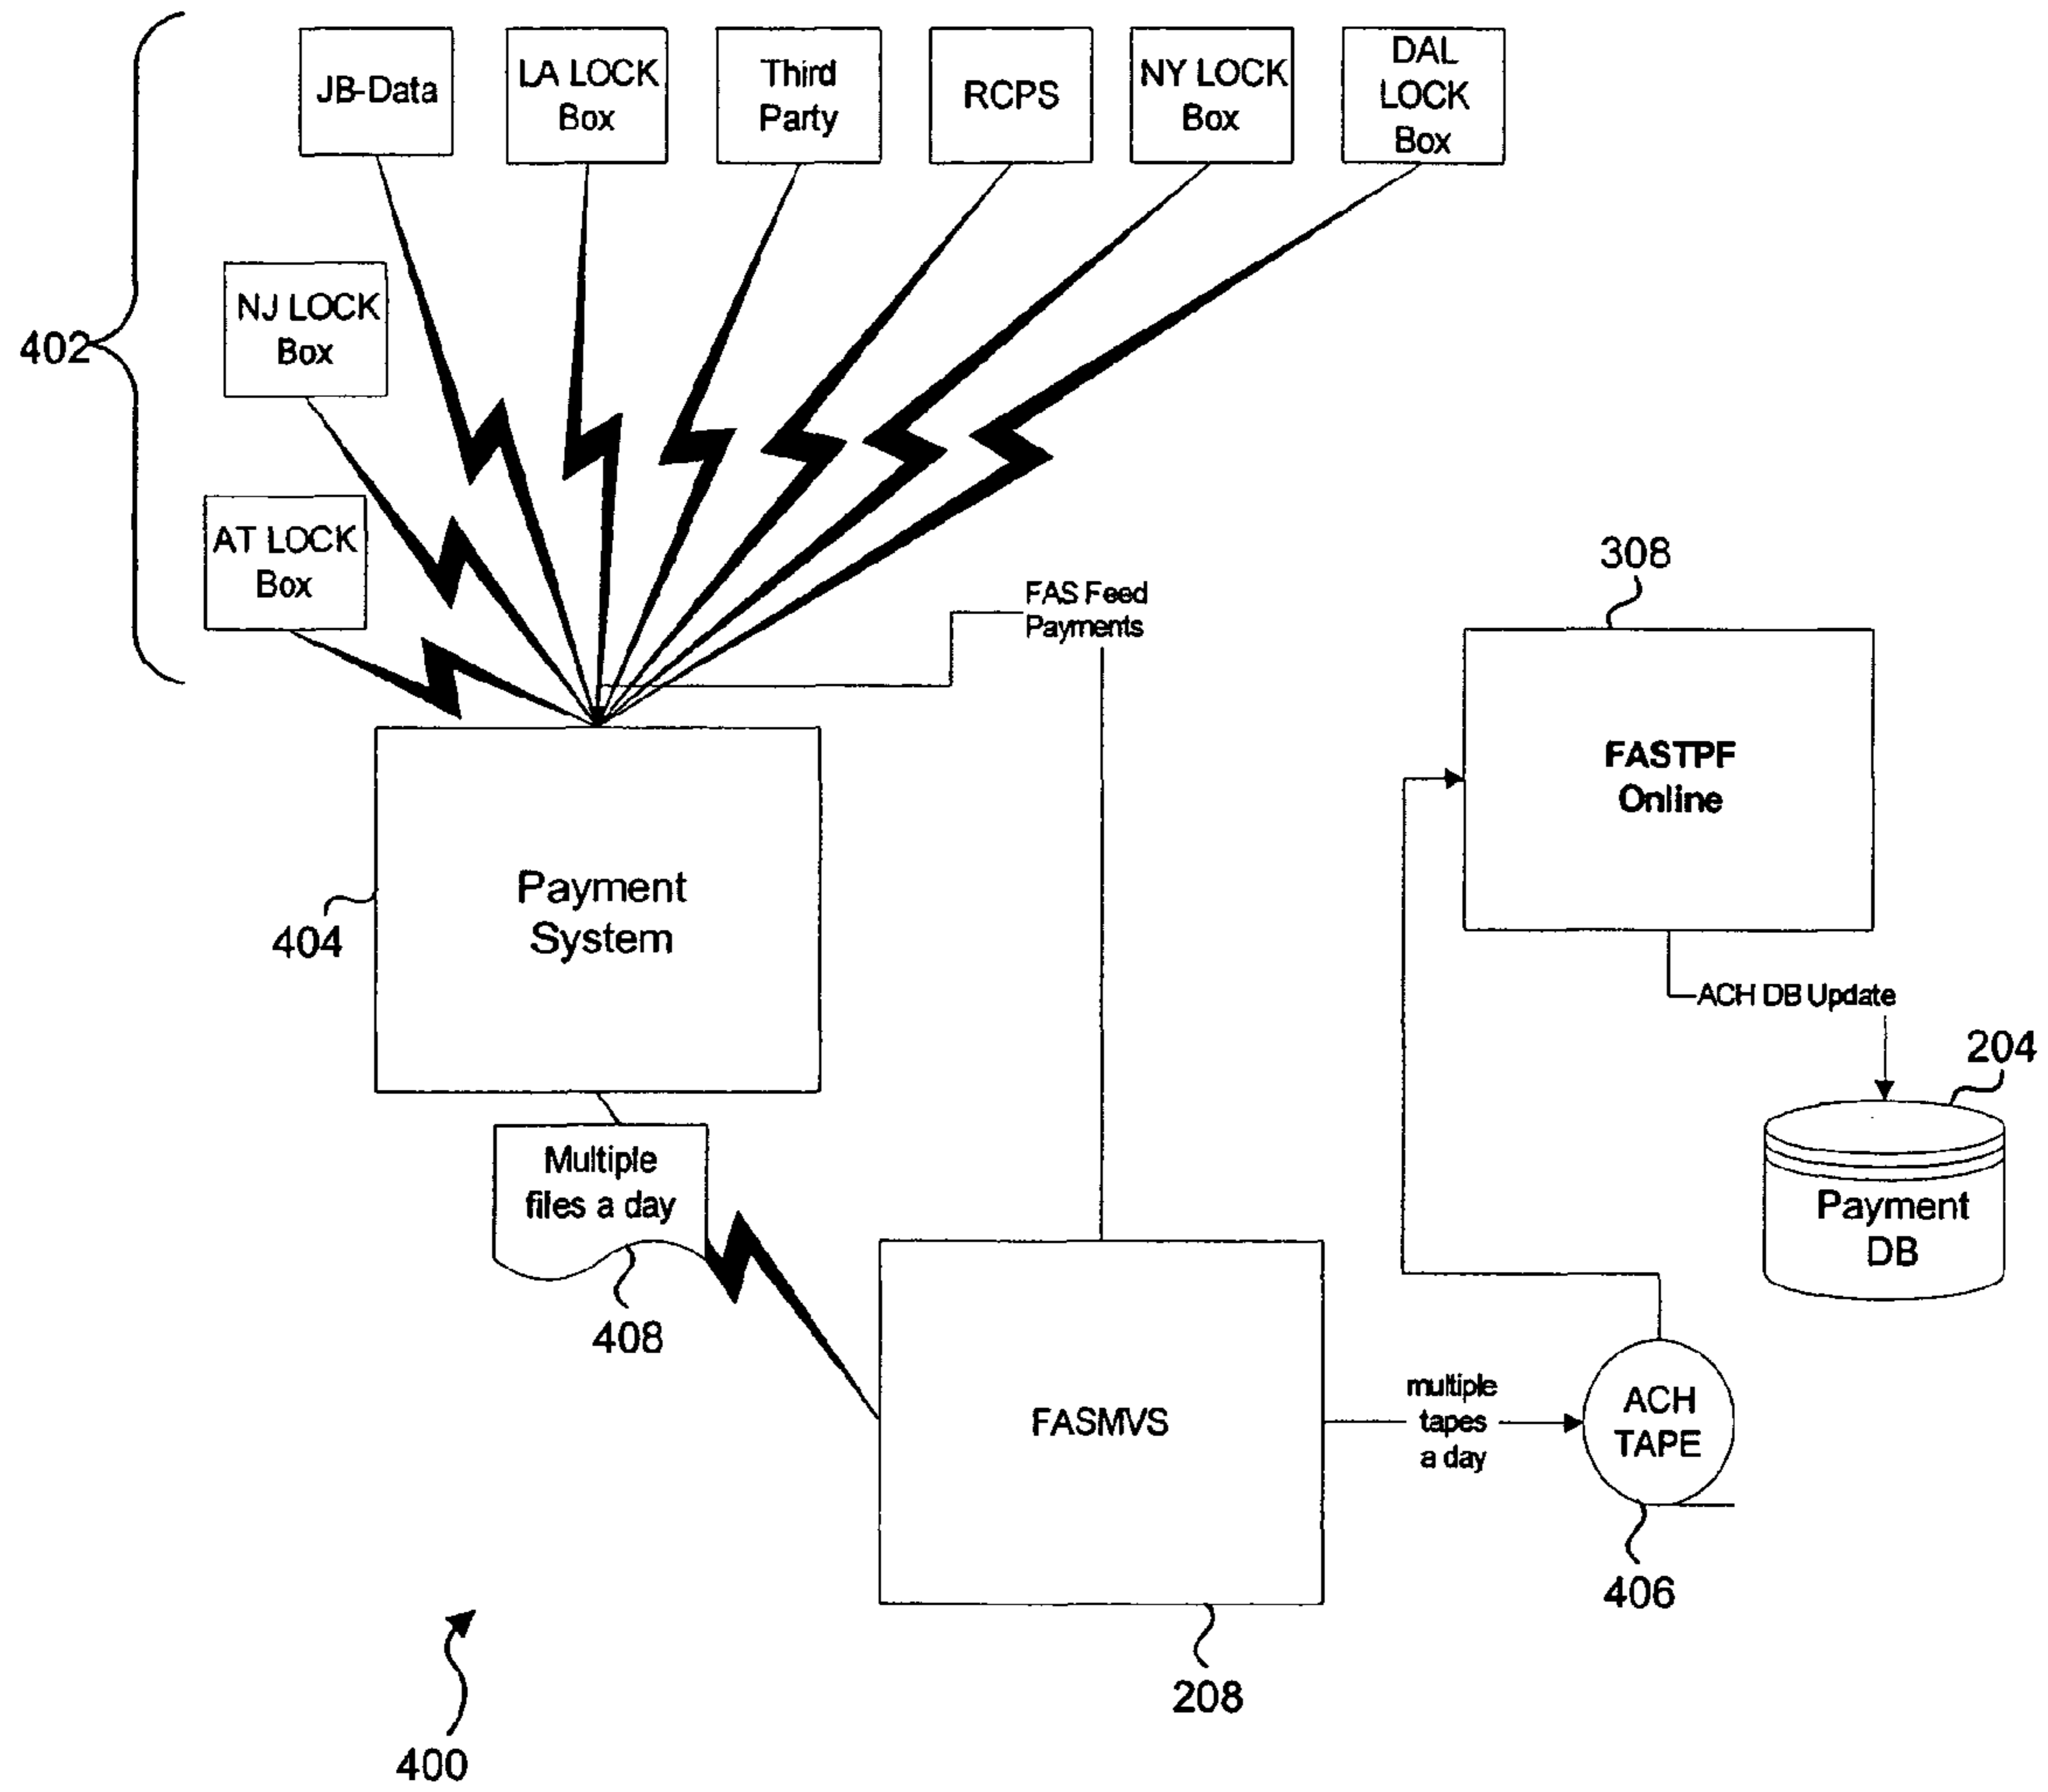 JB-Data
LA LOCK
Box
Third
Party
RCPS
NY LOCK
Box
DAL
LOCK
Box
NJ LOCK
Box
402
AT LOCK
Box
FAS Feed
Payments
308
FASTPF
Online
Payment
System
404
ACH DB Update
204
Payment
DB
Multiple
files a day
408
FASMVS
multiple
tapes
a day
ACH
TAPE
406
208
400